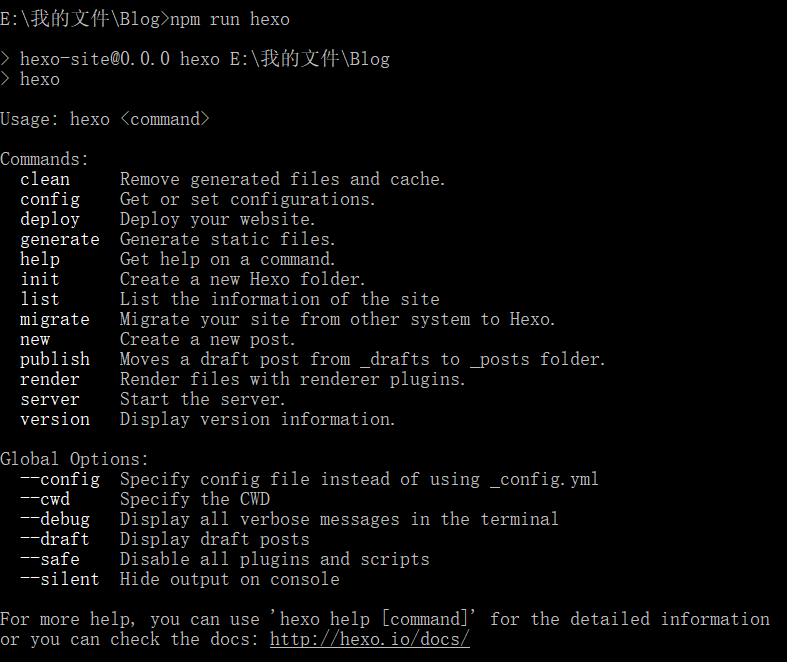 E:\我的文件\Blog>npm run hexo
> hexo-site@0.0.0 hexo E:\我的文件\Blog
> hexo
Usage: hexo <command>
Commands:
clean Remove generated files and cache.
config Get or set configurations.
deploy Deploy your website.
generate Generate static files.
help Get help on a command.
init Create a new Hexo folder.
list List the information of the site
migrate Migrate your site from other system to Hexo.
new Create a new post.
publish Moves a draft post from _drafts to _posts folder.
render Render files with renderer plugins.
server Start the server.
version Display version information.
Global Options:
--config Specify config file instead of using _config.yml
--cwd Specify the CWD
--debug Display all verbose messages in the terminal
--draft Display draft posts
--safe Disable all plugins and scripts
--silent Hide output on console
For more help, you can use 'hexo help [command]' for the detailed information
or you can check the docs: http://hexo.io/docs/